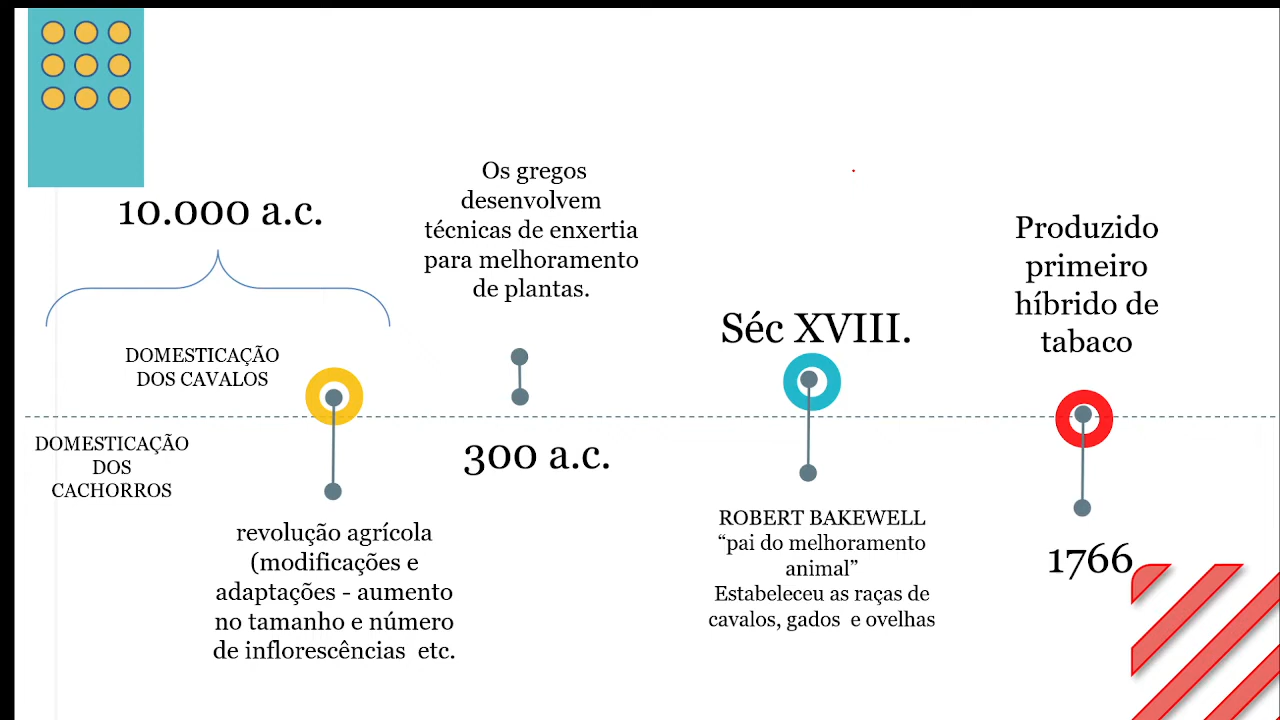 10.000 a.c.
DOMESTICAÇÃO
DOS CAVALOS
DOMESTICAÇÃO
DOS
CACHORROS
revolução agrícola
(modificações e
adaptações - aumento
no tamanho e número
de inflorescências etc.
Os gregos
desenvolvem
técnicas de enxertia
para melhoramento
de plantas.
300 a.c.
Séc XVIII.
ROBERT BAKEWELL
“pai do melhoramento
animal”
Estabeleceu as raças de
cavalos, gados e ovelhas
Produzido
primeiro
híbrido de
tabaco
1766